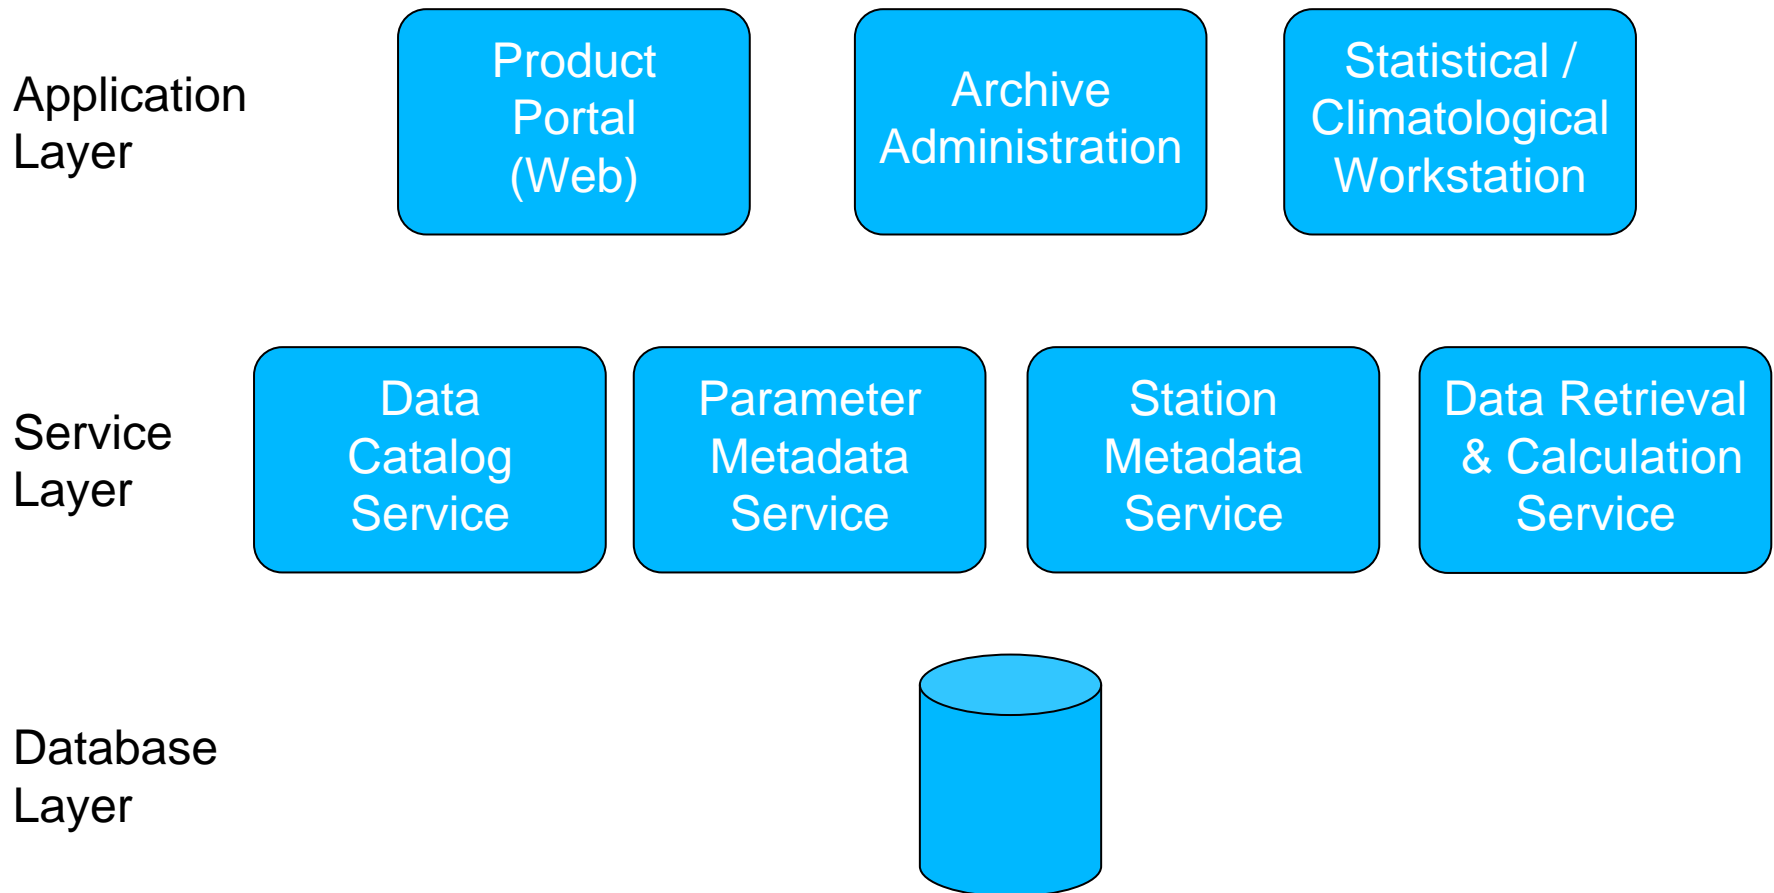 Application
Layer
Product
Portal
(Web)
Archive
Administration
Statistical /
Climatological
Workstation
Service
Layer
Data
Catalog
Service
Parameter
Metadata
Service
Station
Metadata
Service
Data Retrieval
& Calculation
Service
Database
Layer